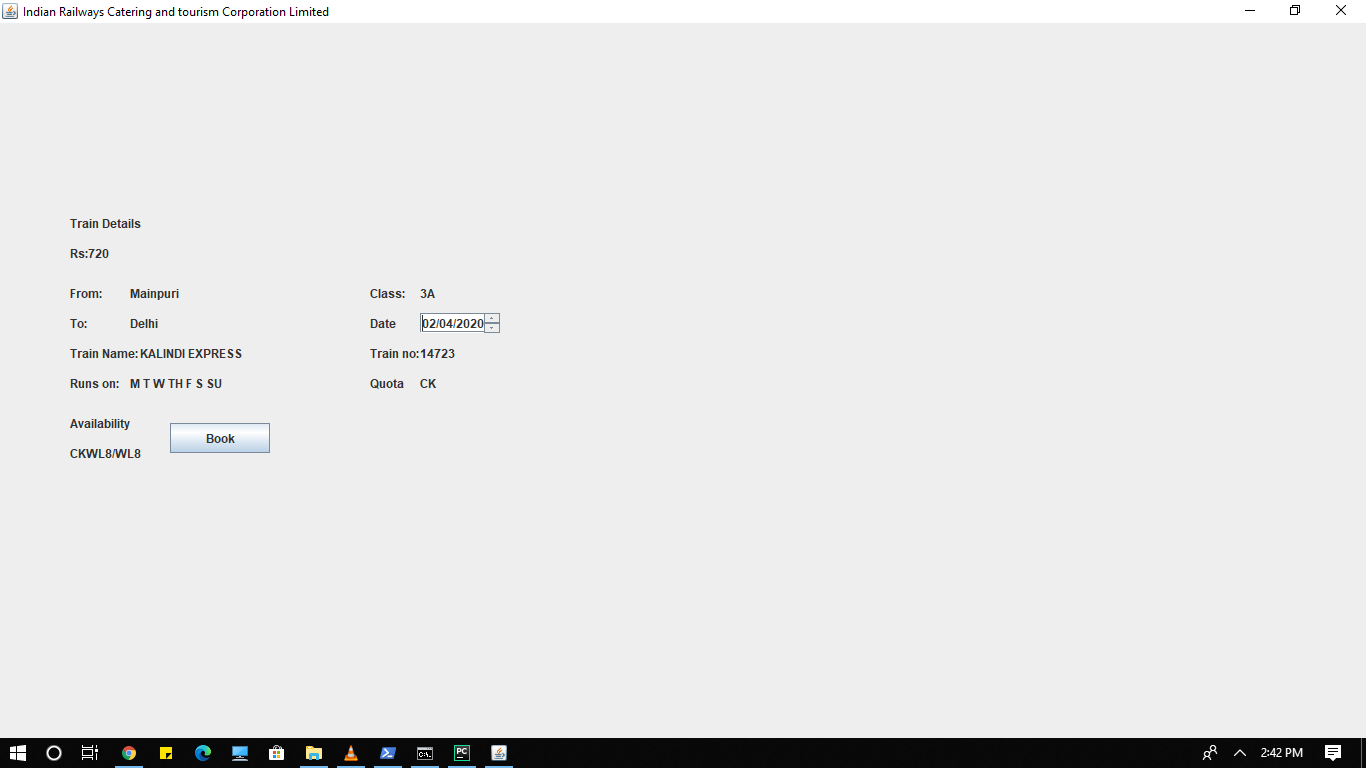 Indian Railways Catering and tourism Corporation Limited
Train Details
Rs:720
From: Mainpuri Class: 3A
To: Delhi Date 02/04/2020
Train Name: KALINDI EXPRESS Train no: 14723
Runs on: M T W TH F S SU Quota CK
Availability
Book
CKWL8/WL8
C:\.
PC
2:42 PM